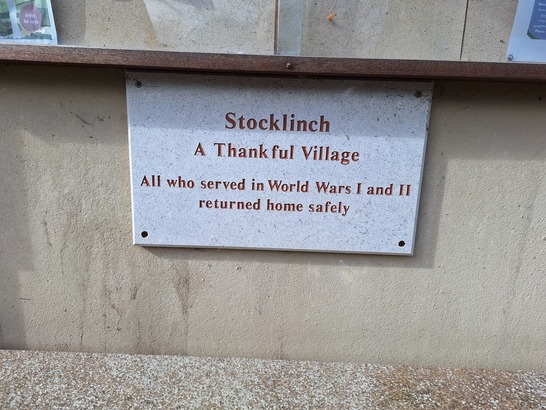 Stocklinch
A Thankful Village
All who served in World Wars I and II
returned home safely